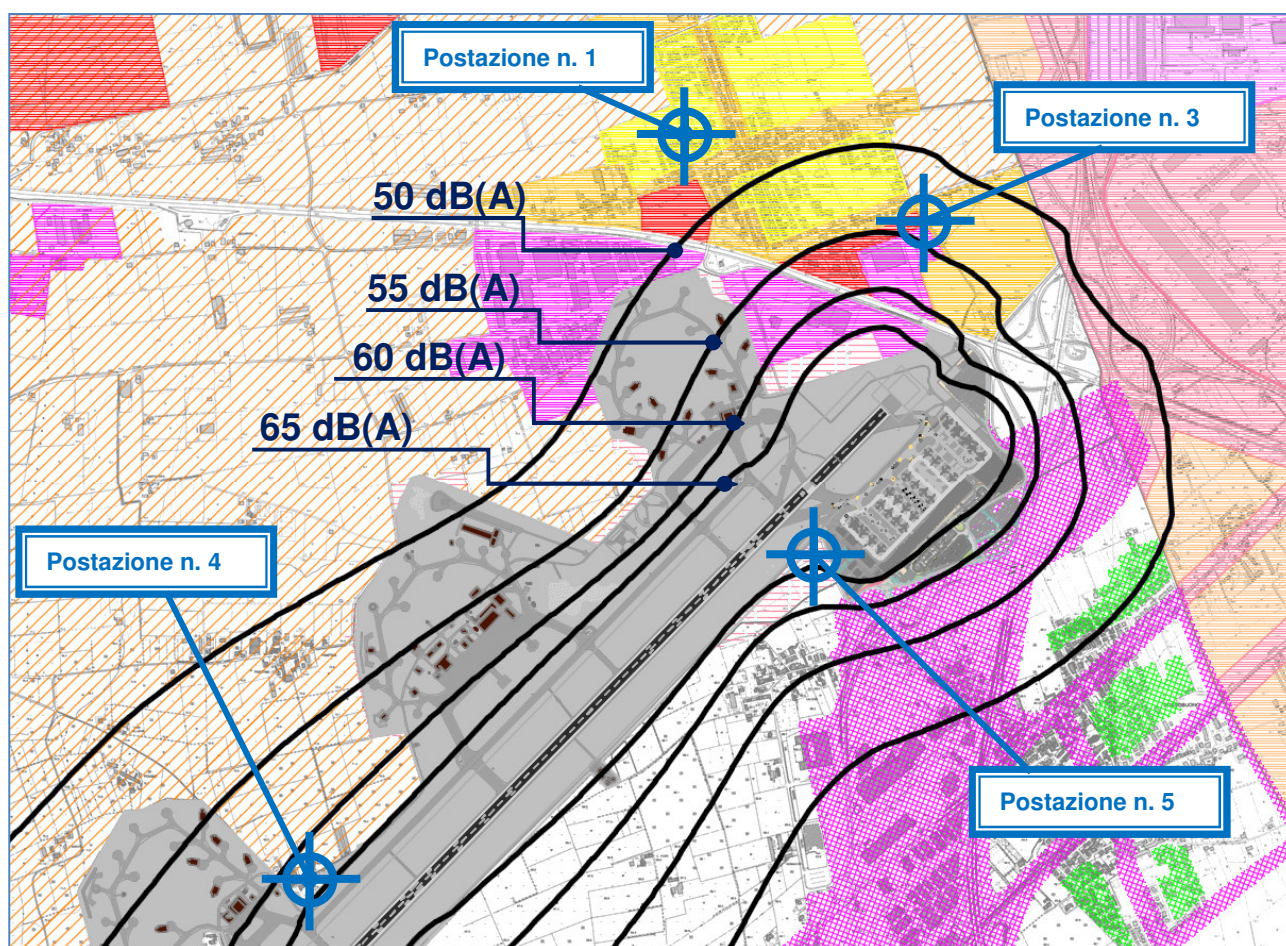 Postazione n. 1
Postazione n. 3
50 dB(A)
55 dB(A)
60 dB(A)
65 dB(A)
Postazione n. 4
Postazione n. 5